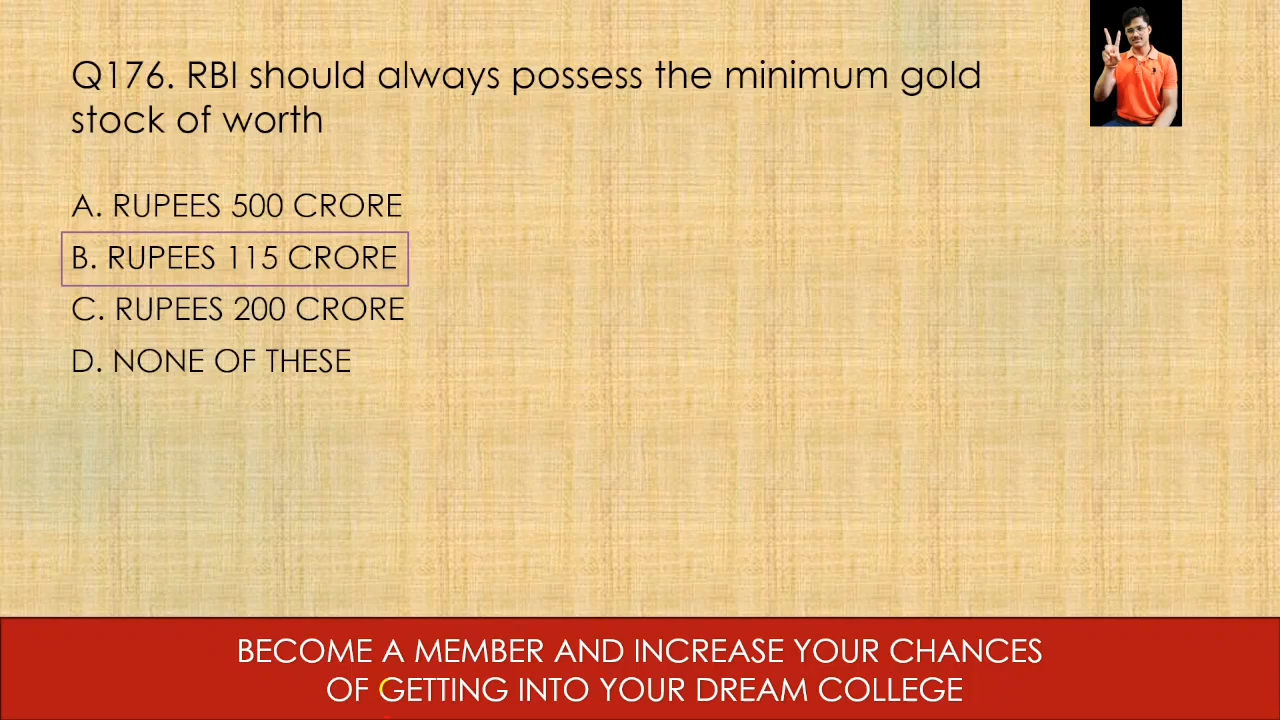 Q176. RBI should always possess the minimum gold
stock of worth
A. RUPEES 500 CRORE
B. RUPEES 115 CRORE
C. RUPEES 200 CRORE
D. NONE OF THESE
BECOME A MEMBER AND INCREASE YOUR CHANCES
OF GETTING INTO YOUR DREAM COLLEGE